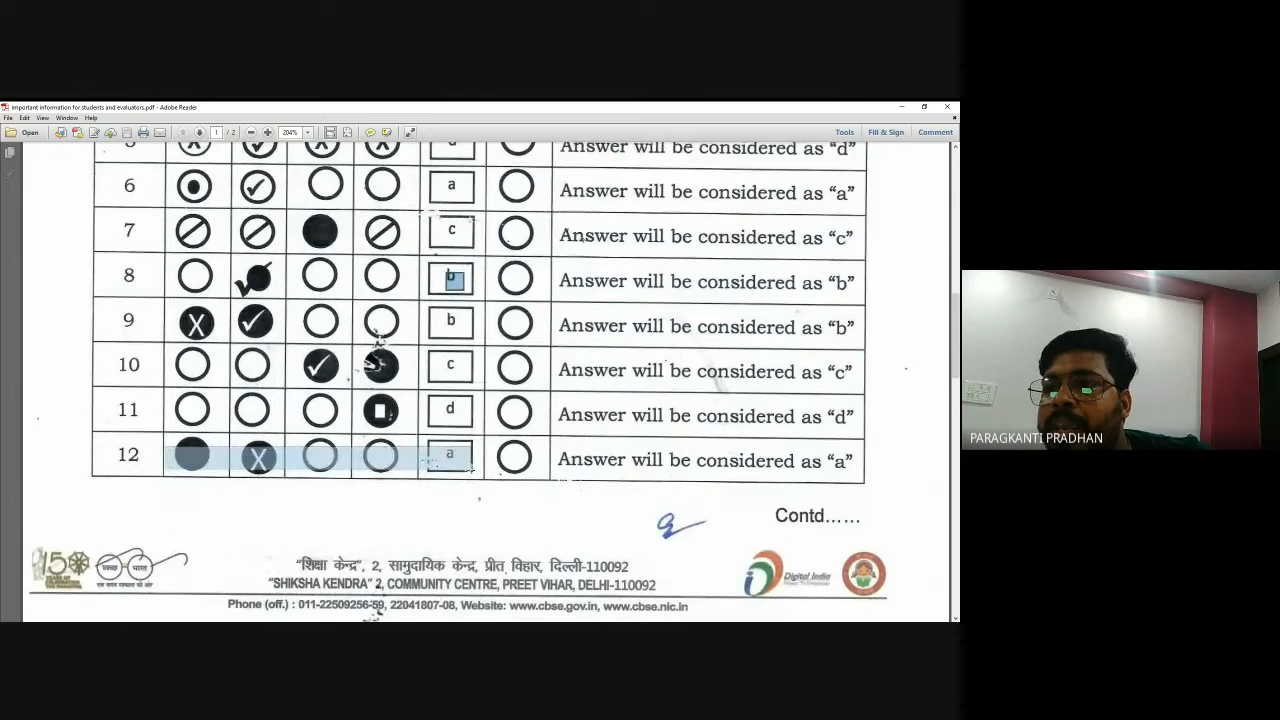 important information for students and evaluators.pdf - Adobe Reader
File Edit View Window Help
Open 1 / 2 204% Tools Fill & Sign Comment
Answer will be considered as “d”
6 a Answer will be considered as “a”
7 c Answer will be considered as “c”
8 b Answer will be considered as “b”
9 X b Answer will be considered as “b”
10 c Answer will be considered as “c”
11 d Answer will be considered as “d”
12 X a Answer will be considered as “a”
Contd......
150
स्वच्छ भारत
"शिक्षा केन्द्र", 2, सामुदायिक केन्द्र, प्रीत विहार, दिल्ली-110092
"SHIKSHA KENDRA" 2, COMMUNITY CENTRE, PREET VIHAR, DELHI-110092
Digital India
Phone (off.) : 011-22509256-59, 22041807-08, Website: www.cbse.gov.in, www.cbse.nic.in
PARAGKANTI PRADHAN